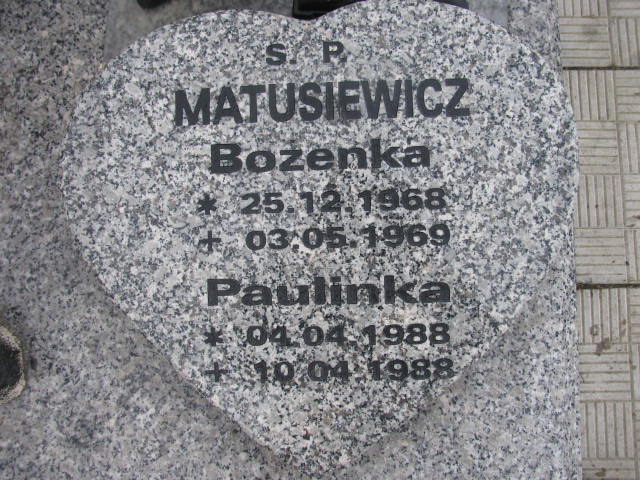 S. P.
MATUSIEWICZ
Bozenka
* 25.12.1968
+ 03.05.1969
Paulinka
* 04.04.1988
+ 10.04.1988